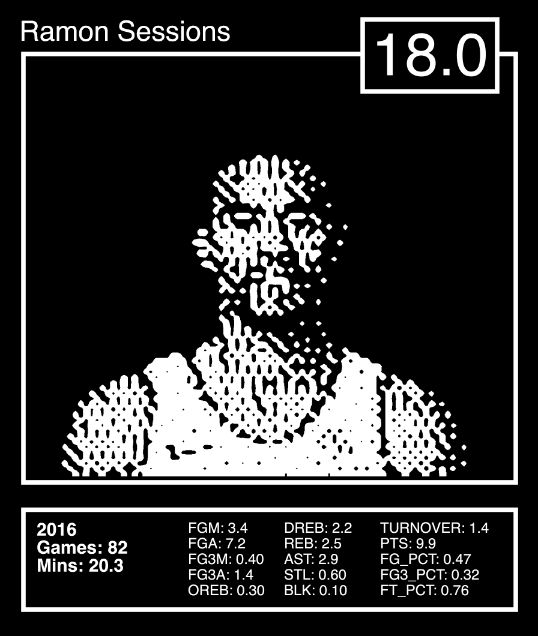 Ramon Sessions
18.0
2016
Games: 82
Mins: 20.3
FGM: 3.4
FGA: 7.2
FG3M: 0.40
FG3A: 1.4
OREB: 0.30
DREB: 2.2
REB: 2.5
AST: 2.9
STL: 0.60
BLK: 0.10
TURNOVER: 1.4
PTS: 9.9
FG_PCT: 0.47
FG3_PCT: 0.32
FT_PCT: 0.76